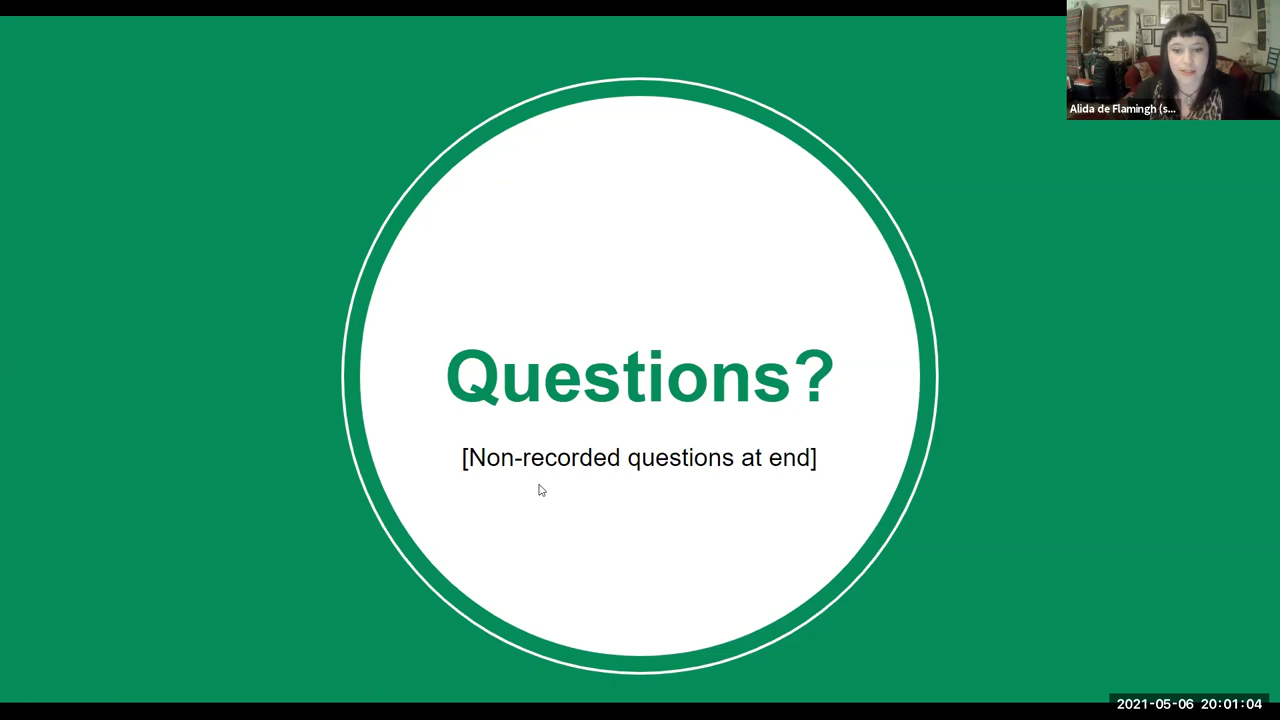 Alida de Flamingh (s...
Questions?
[Non-recorded questions at end]
2021-05-06 20:01:04